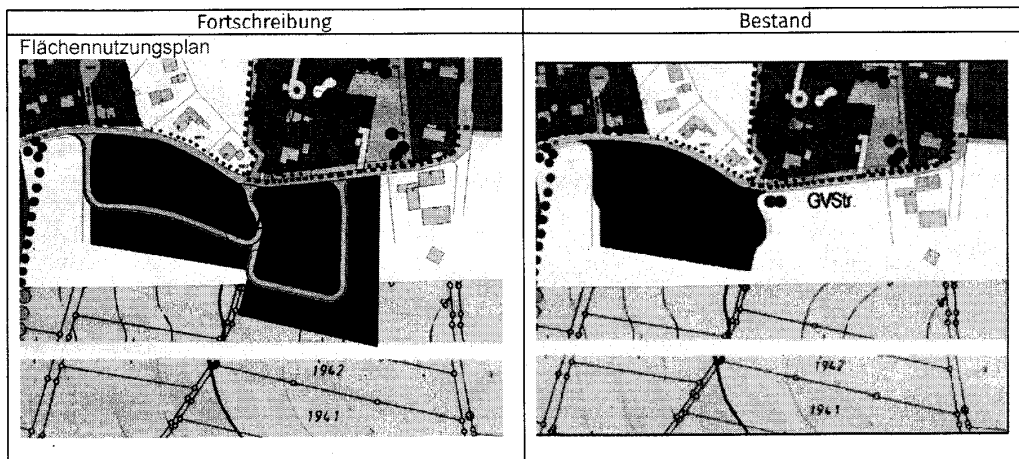 Fortschreibung
Bestand
Flächennutzungsplan
GVStr.
1942
1941
1942
1941